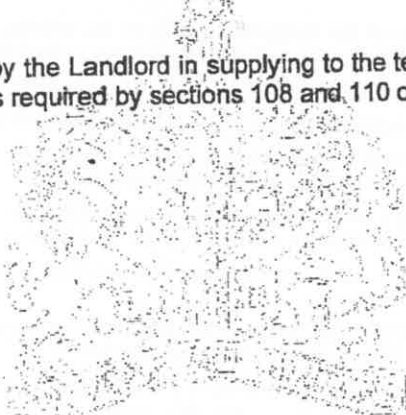 by the Landlord in supplying to the te
s required by sections 108 and 110 o